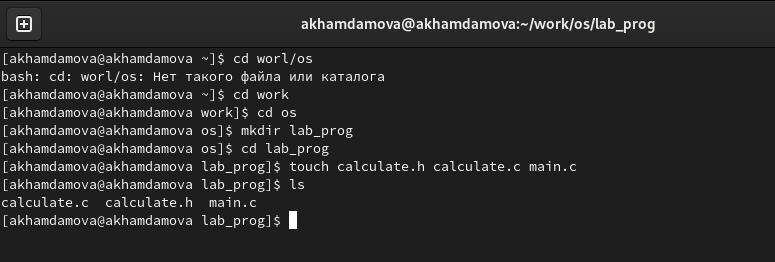 akhamdamova@akhamdamova:~/work/os/lab_prog
[akhamdamova@akhamdamova ~]$ cd worl/os
bash: cd: worl/os: Нет такого файла или каталога
[akhamdamova@akhamdamova ~]$ cd work
[akhamdamova@akhamdamova work]$ cd os
[akhamdamova@akhamdamova os]$ mkdir lab_prog
[akhamdamova@akhamdamova os]$ cd lab_prog
[akhamdamova@akhamdamova lab_prog]$ touch calculate.h calculate.c main.c
[akhamdamova@akhamdamova lab_prog]$ ls
calculate.c  calculate.h  main.c
[akhamdamova@akhamdamova lab_prog]$